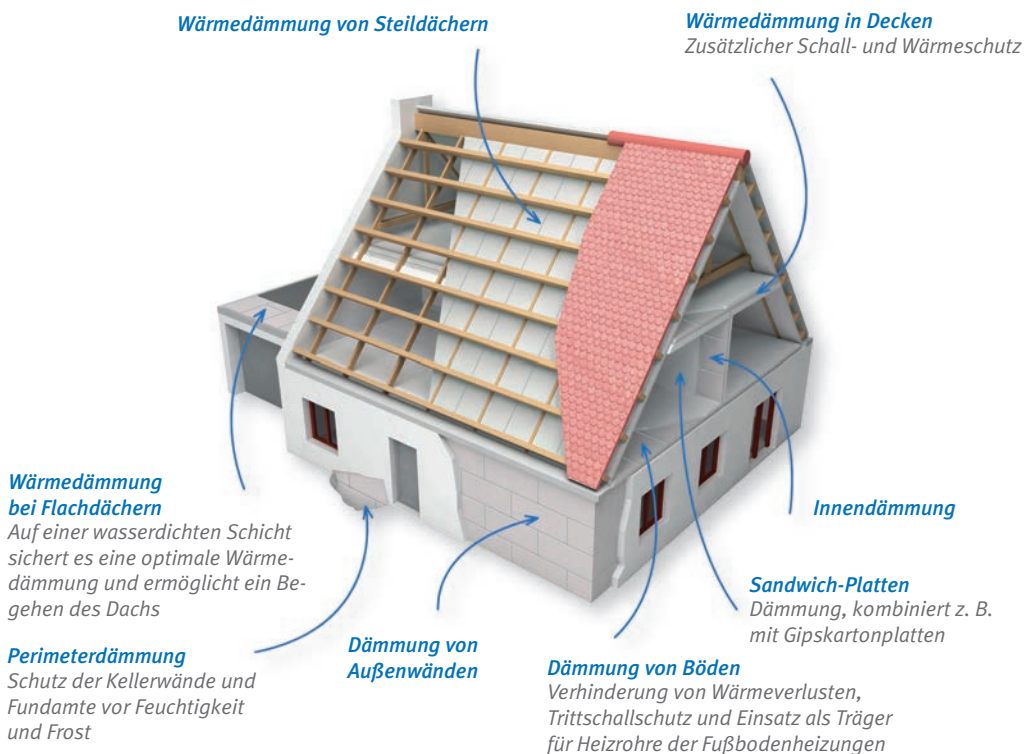 Wärmedämmung von Steildächern
Wärmedämmung in Decken
Zusätzlicher Schall- und Wärmeschutz
Wärmedämmung
bei Flachdächern
Auf einer wasserdichten Schicht
sichert es eine optimale Wärme-
dämmung und ermöglicht ein Be-
gehen des Dachs
Perimeterdämmung
Schutz der Kellerwände und
Fundamte vor Feuchtigkeit
und Frost
Dämmung von
Außenwänden
Innendämmung
Sandwich-Platten
Dämmung, kombiniert z. B.
mit Gipskartonplatten
Dämmung von Böden
Verhinderung von Wärmeverlusten,
Trittschallschutz und Einsatz als Träger
für Heizrohre der Fußbodenheizungen